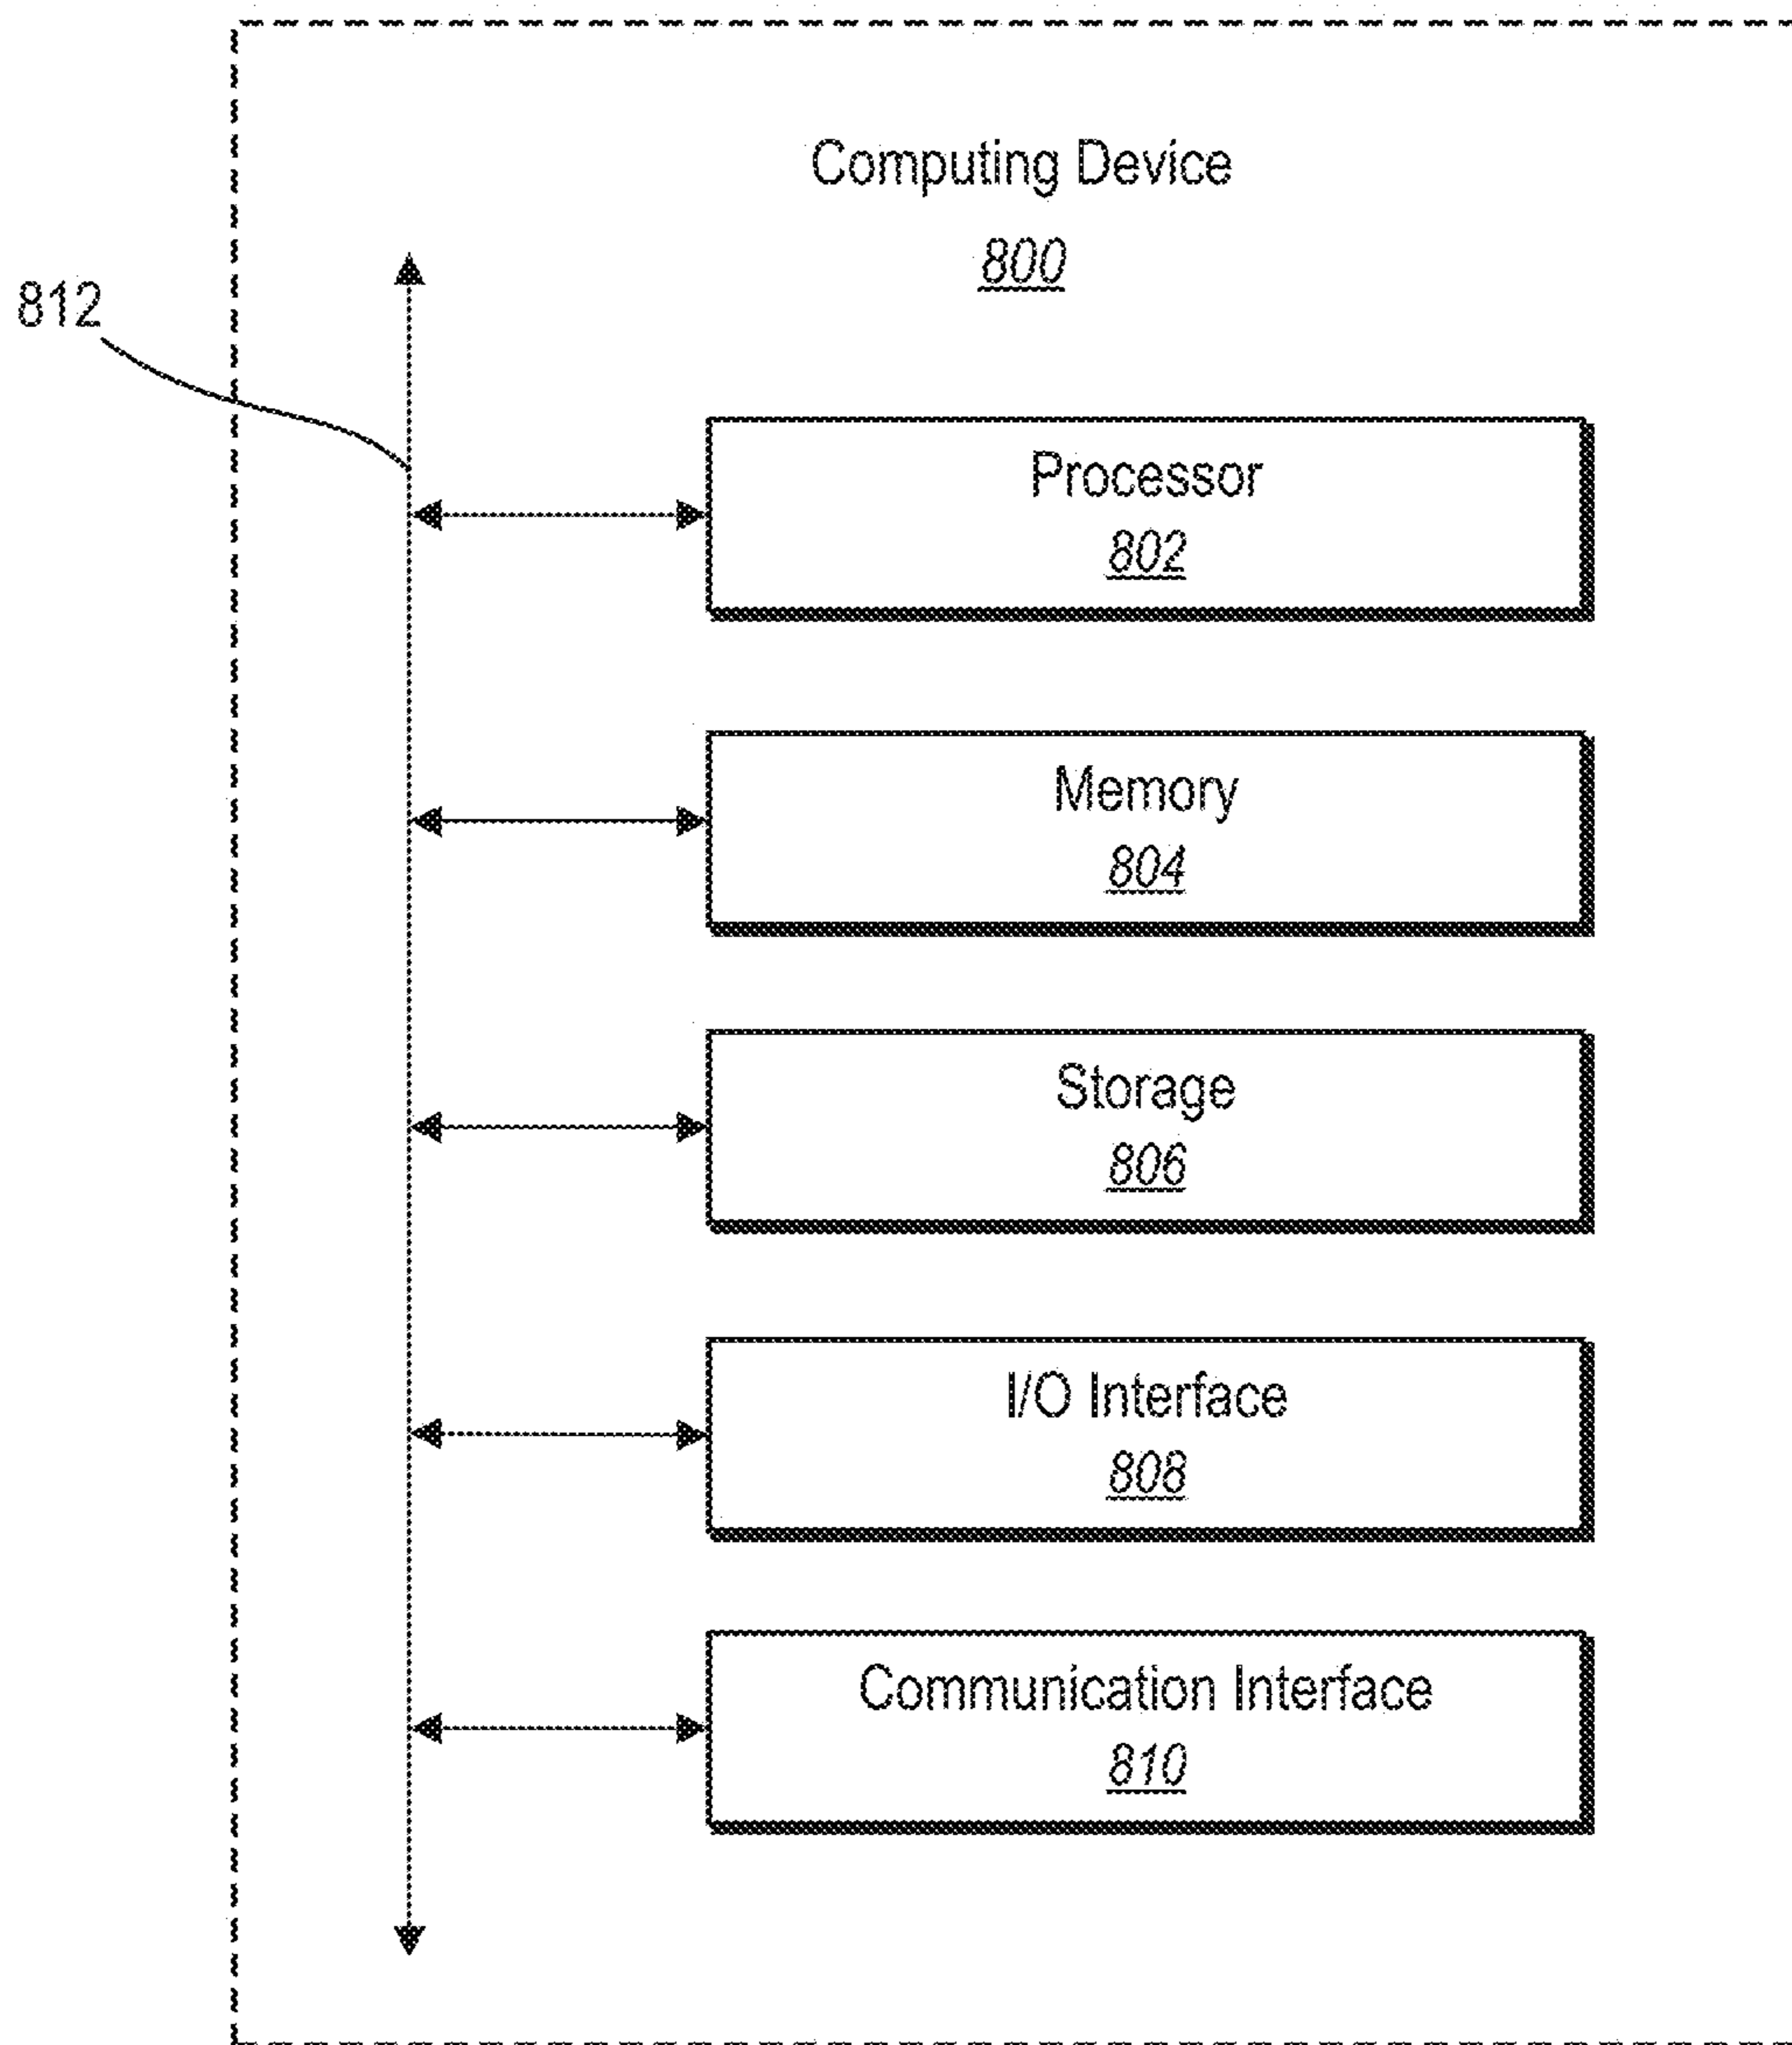 Computing Device
800
812
Processor
802
Memory
804
Storage
806
I/O Interface
808
Communication Interface
810